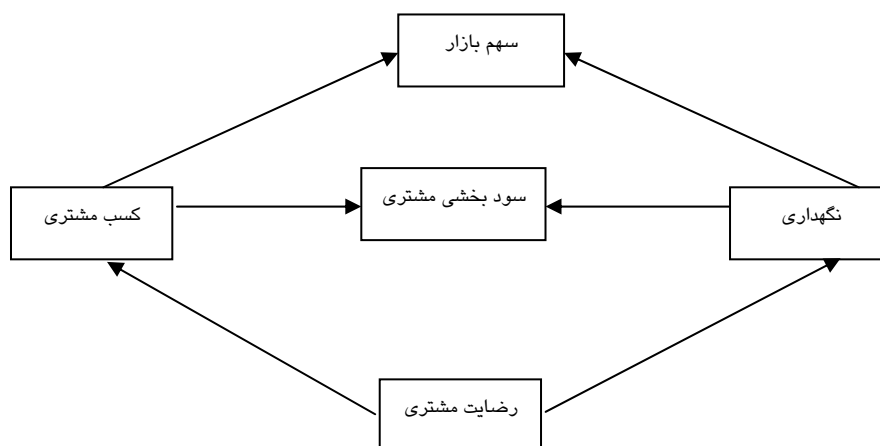 سهم بازار
سود بخشی مشتری
نگهداری
کسب مشتری
رضایت مشتری